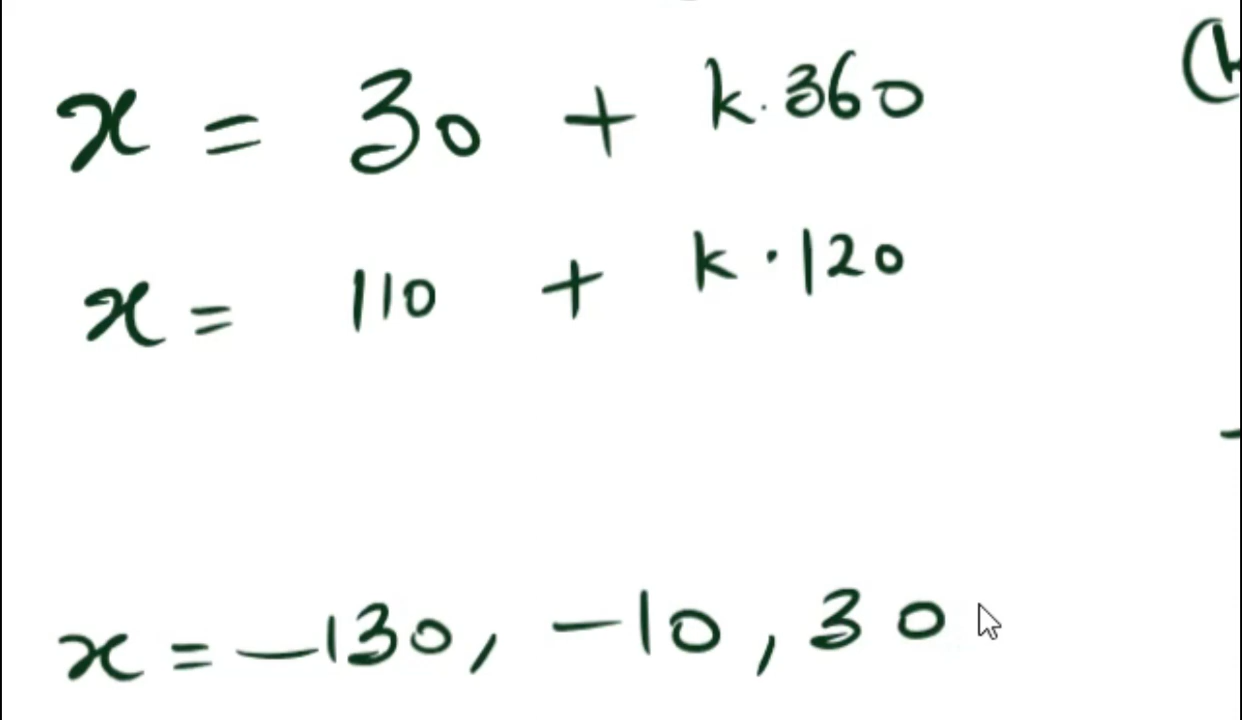 x = 30 + k.360
x = 110 + k·120
x = -130, -10, 30